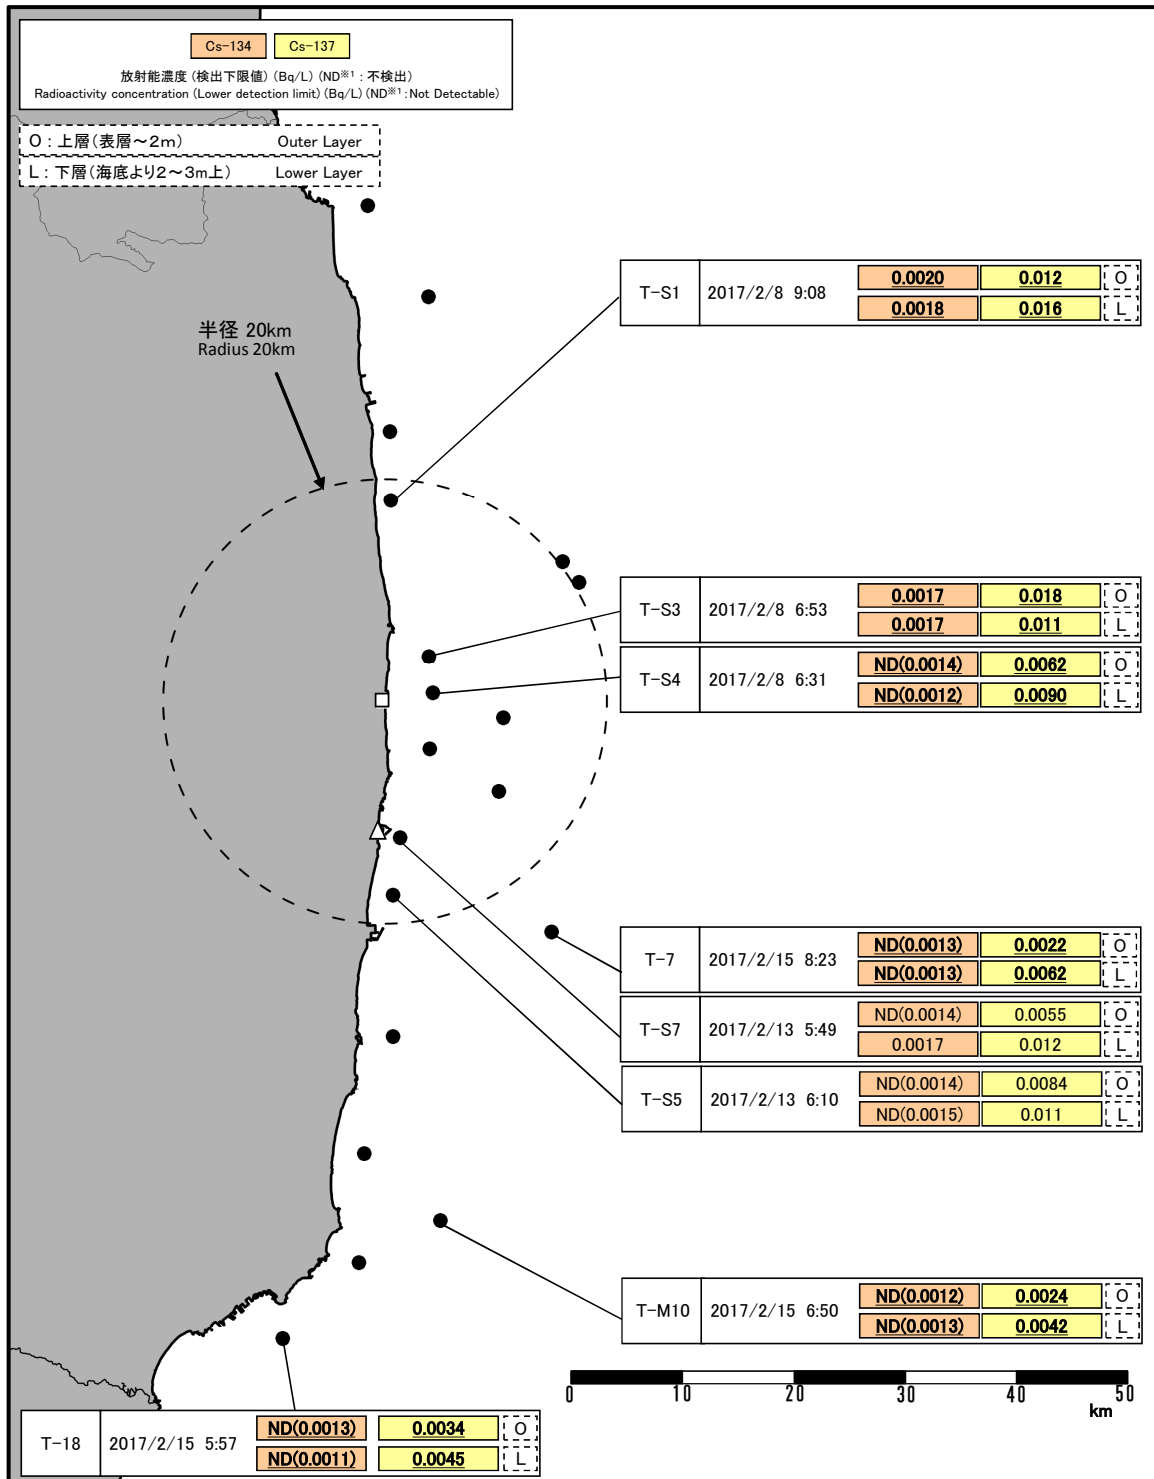 Cs-134 Cs-137
放射能濃度 (検出下限値) (Bq/L) (ND※1 : 不検出)
Radioactivity concentration (Lower detection limit) (Bq/L) (ND※1 : Not Detectable)
O : 上層(表層～2m) Outer Layer
L : 下層(海底より2～3m上) Lower Layer
半径 20km
Radius 20km
T-S1 2017/2/8 9:08
0.0020 0.012 O
0.0018 0.016 L
T-S3 2017/2/8 6:53
0.0017 0.018 O
0.0017 0.011 L
T-S4 2017/2/8 6:31
ND(0.0014) 0.0062 O
ND(0.0012) 0.0090 L
T-7 2017/2/15 8:23
ND(0.0013) 0.0022 O
ND(0.0013) 0.0062 L
T-S7 2017/2/13 5:49
ND(0.0014) 0.0055 O
0.0017 0.012 L
T-S5 2017/2/13 6:10
ND(0.0014) 0.0084 O
ND(0.0015) 0.011 L
T-M10 2017/2/15 6:50
ND(0.0012) 0.0024 O
ND(0.0013) 0.0042 L
0 10 20 30 40 50
km
T-18 2017/2/15 5:57
ND(0.0013) 0.0034 O
ND(0.0011) 0.0045 L